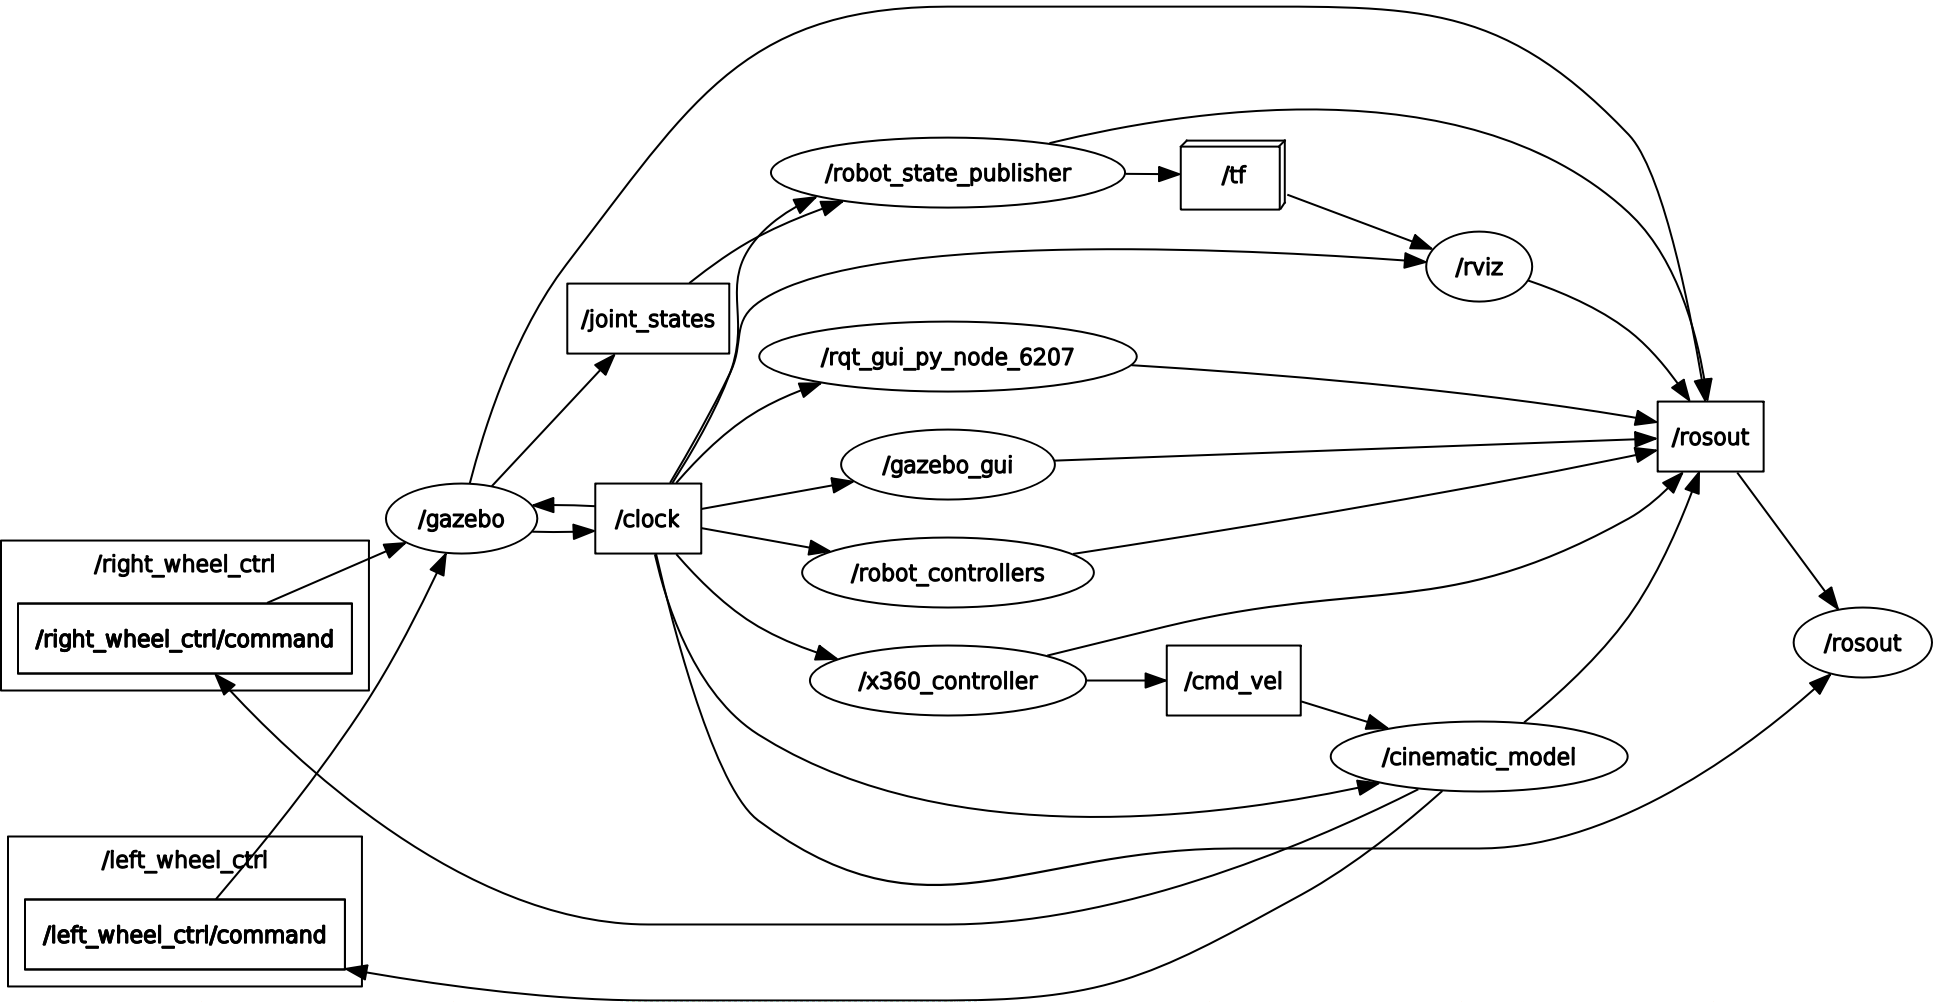 /robot_state_publisher
/tf
/rviz
/joint_states
/rqt_gui_py_node_6207
/rosout
/gazebo_gui
/gazebo
/clock
/right_wheel_ctrl
/robot_controllers
/right_wheel_ctrl/command
/rosout
/x360_controller
/cmd_vel
/cinematic_model
/left_wheel_ctrl
/left_wheel_ctrl/command